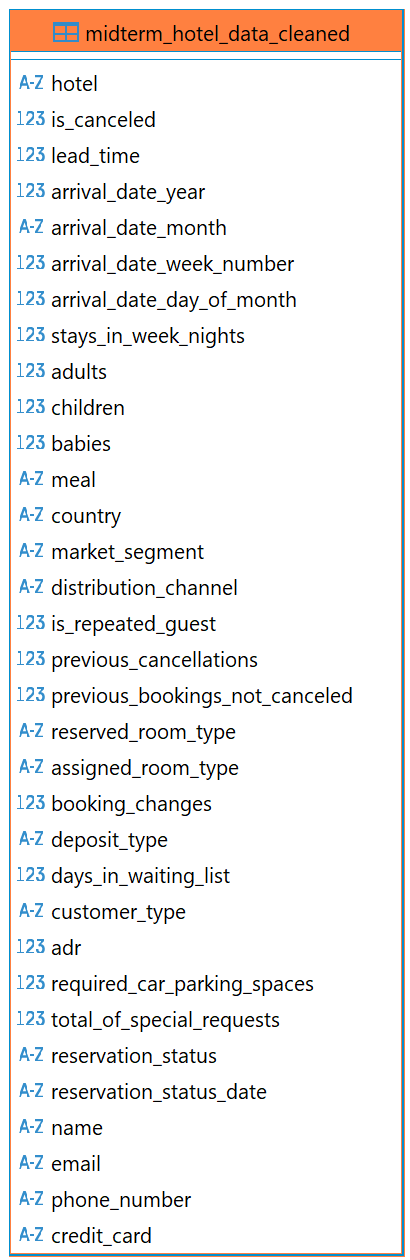 midterm_hotel_data_cleaned
A-Z hotel
123 is_canceled
123 lead_time
123 arrival_date_year
A-Z arrival_date_month
123 arrival_date_week_number
123 arrival_date_day_of_month
123 stays_in_week_nights
123 adults
123 children
123 babies
A-Z meal
A-Z country
A-Z market_segment
A-Z distribution_channel
123 is_repeated_guest
123 previous_cancellations
123 previous_bookings_not_canceled
A-Z reserved_room_type
A-Z assigned_room_type
123 booking_changes
A-Z deposit_type
123 days_in_waiting_list
A-Z customer_type
123 adr
123 required_car_parking_spaces
123 total_of_special_requests
A-Z reservation_status
A-Z reservation_status_date
A-Z name
A-Z email
A-Z phone_number
A-Z credit_card